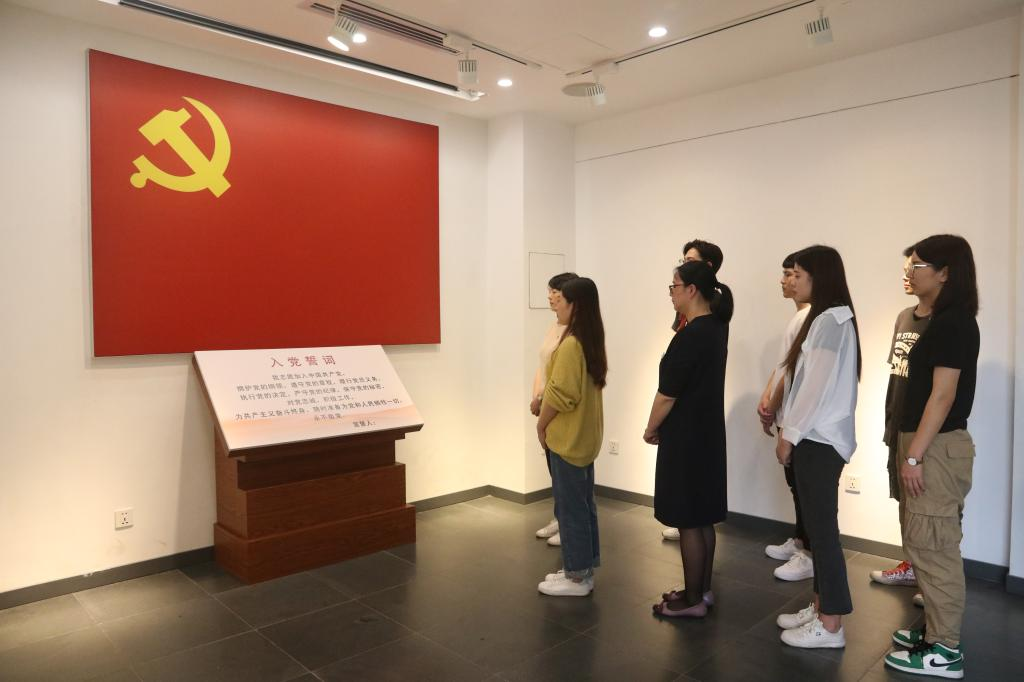 入党誓词
我志愿加入中国共产党，
拥护党的纲领，遵守党的章程，履行党员义务，
执行党的决定，严守党的纪律，保守党的秘密，
对党忠诚，积极工作，
为共产主义奋斗终身，随时准备为党和人民牺牲一切，
永不叛党。
宣誓人：